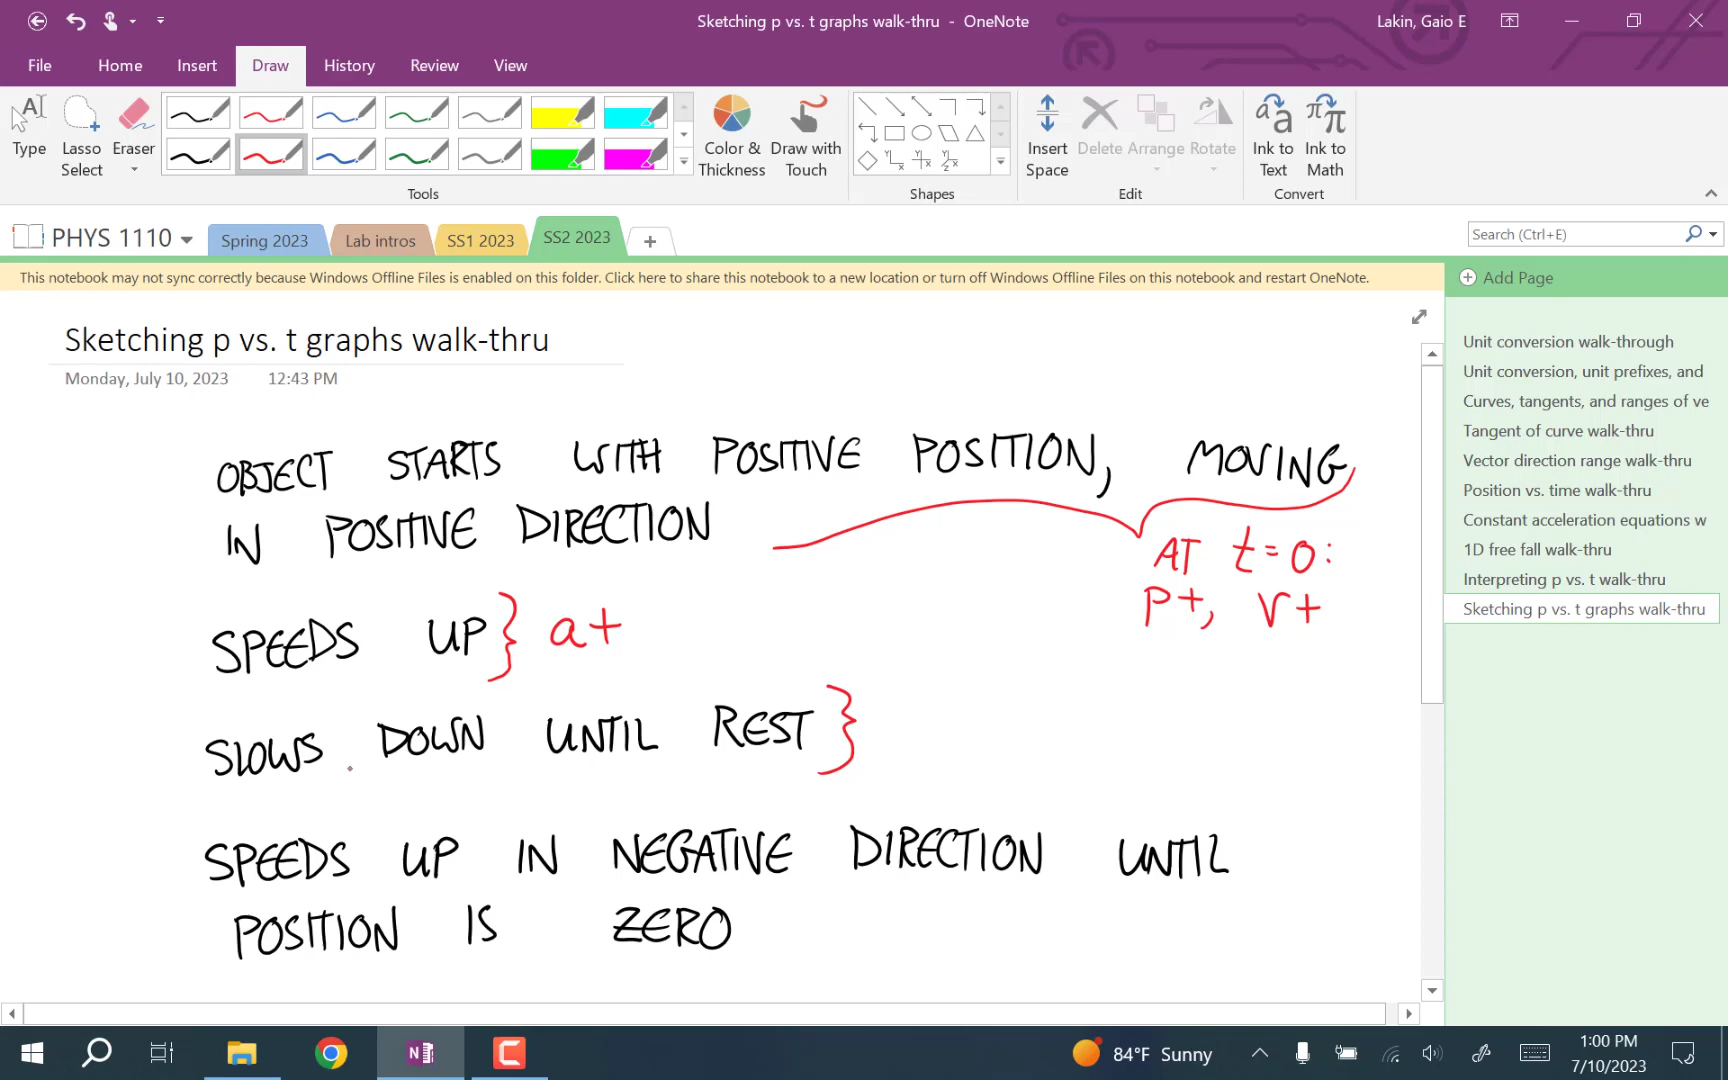 Sketching p vs. t graphs walk-thru - OneNote
Lakin, Gaio E
File Home Insert Draw History Review View
Type
Lasso Select
Eraser
Color & Thickness
Draw with Touch
Insert Space
Delete
Arrange
Rotate
Ink to Text
Ink to Math
Tools
Shapes
Edit
Convert
PHYS 1110
Spring 2023
Lab intros
SS1 2023
SS2 2023
Search (Ctrl+E)
This notebook may not sync correctly because Windows Offline Files is enabled on this folder. Click here to share this notebook to a new location or turn off Windows Offline Files on this notebook and restart OneNote.
Add Page
Sketching p vs. t graphs walk-thru
Monday, July 10, 2023 12:43 PM
OBJECT STARTS WITH POSITIVE POSITION, MOVING
IN POSITIVE DIRECTION
AT t=0:
P+, V+
SPEEDS UP} a+
SLOWS DOWN UNTIL REST}
SPEEDS UP IN NEGATIVE DIRECTION UNTIL
POSITION IS ZERO
Unit conversion walk-through
Unit conversion, unit prefixes, and
Curves, tangents, and ranges of ve
Tangent of curve walk-thru
Vector direction range walk-thru
Position vs. time walk-thru
Constant acceleration equations w
1D free fall walk-thru
Interpreting p vs. t walk-thru
Sketching p vs. t graphs walk-thru
84°F Sunny
1:00 PM
7/10/2023